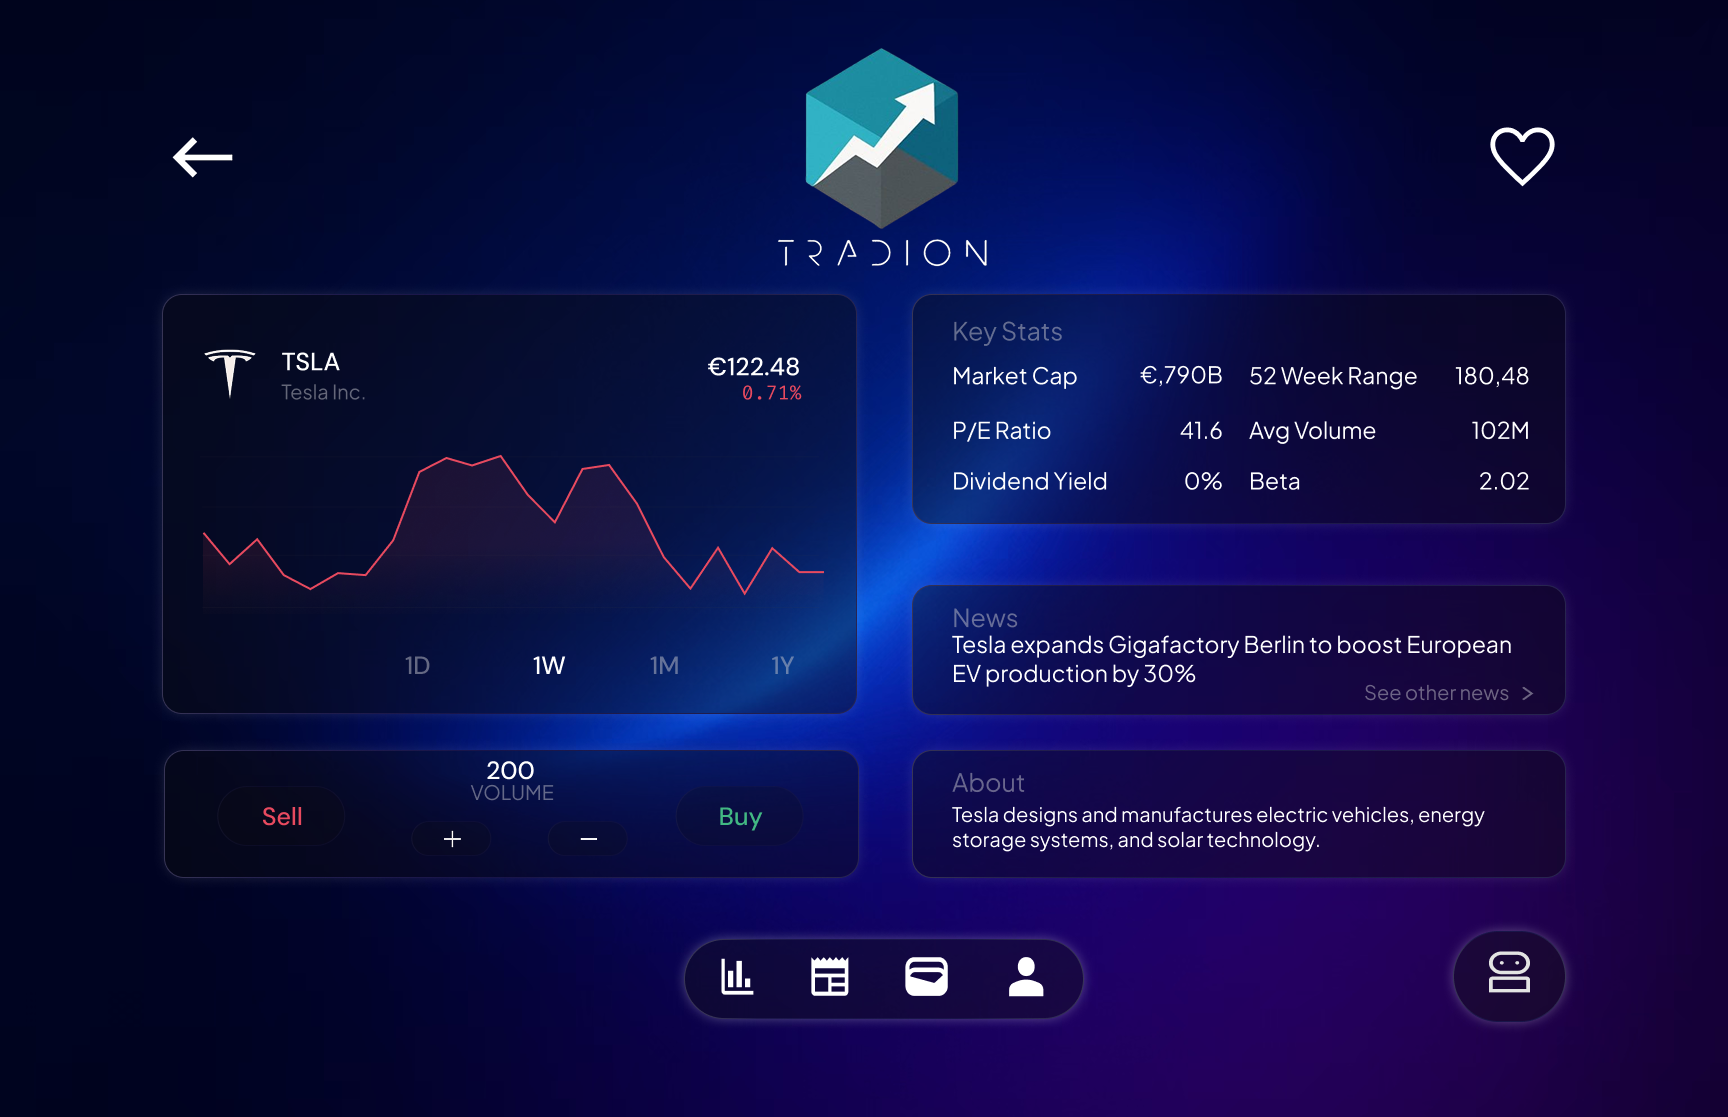 TRADION
TSLA
Tesla Inc.
€122.48
0.71%
1D 1W 1M 1Y
200
VOLUME
Sell
+
−
Buy
Key Stats
Market Cap €,790B 52 Week Range 180,48
P/E Ratio 41.6 Avg Volume 102M
Dividend Yield 0% Beta 2.02
News
Tesla expands Gigafactory Berlin to boost European
EV production by 30%
See other news >
About
Tesla designs and manufactures electric vehicles, energy
storage systems, and solar technology.